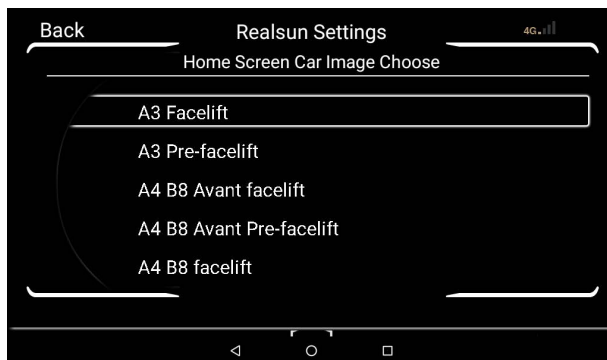 Back
Realsun Settings
4G
Home Screen Car Image Choose
A3 Facelift
A3 Pre-facelift
A4 B8 Avant facelift
A4 B8 Avant Pre-facelift
A4 B8 facelift